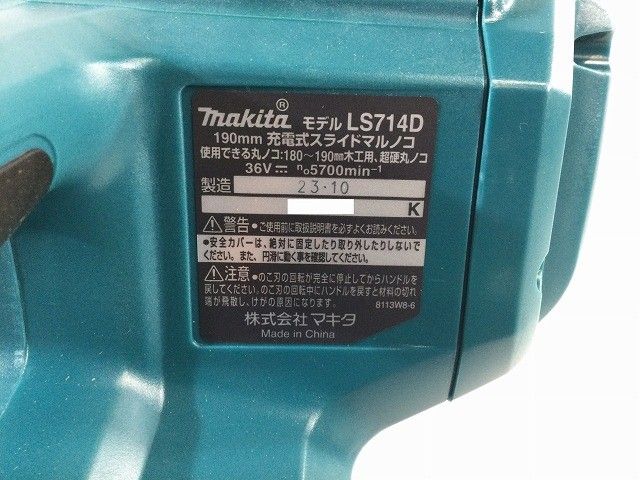 makita® モデル LS714D
190mm 充電式スライドマルノコ
使用できる丸ノコ:180〜190mm木工用、超硬丸ノコ
36V⎓ n₀5700min⁻¹
製造 23・10
K
⚠警告●ご使用前に取扱説明書を必ずよくお読みください。
●安全カバーは、絶対に固定したり取り外したりしないで
ください。また、円滑に動く事を確認してください。
⚠注意●のこ刃の回転が完全に停止してからハンドルを
戻してください。のこ刃の回転中にハンドルを戻すと材料の切れ
端が飛散し、けがの原因になります。 8113W8-6
株式会社 マキタ
Made in China